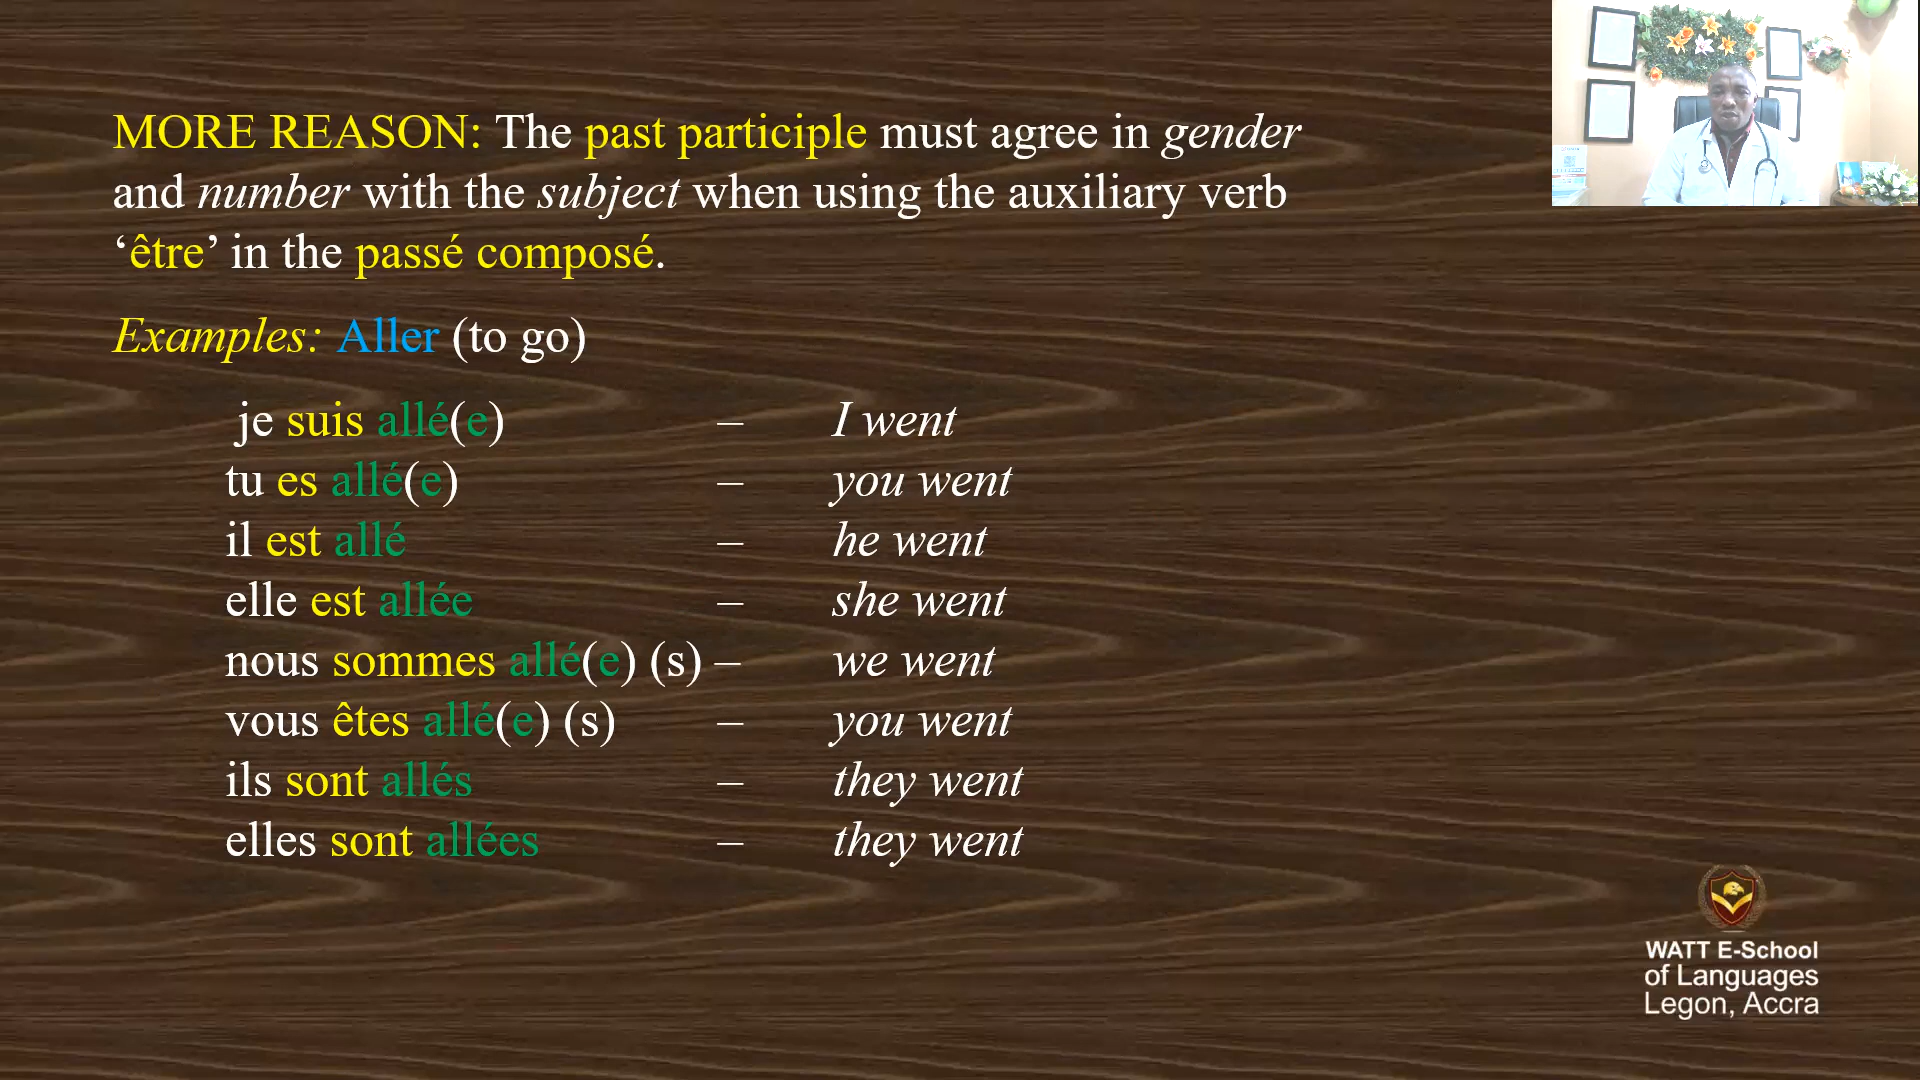 MORE REASON: The past participle must agree in gender
and number with the subject when using the auxiliary verb
‘être’ in the passé composé.
Examples: Aller (to go)
je suis allé(e) – I went
tu es allé(e) – you went
il est allé – he went
elle est allée – she went
nous sommes allé(e) (s) – we went
vous êtes allé(e) (s) – you went
ils sont allés – they went
elles sont allées – they went
WATT E-School
of Languages
Legon, Accra